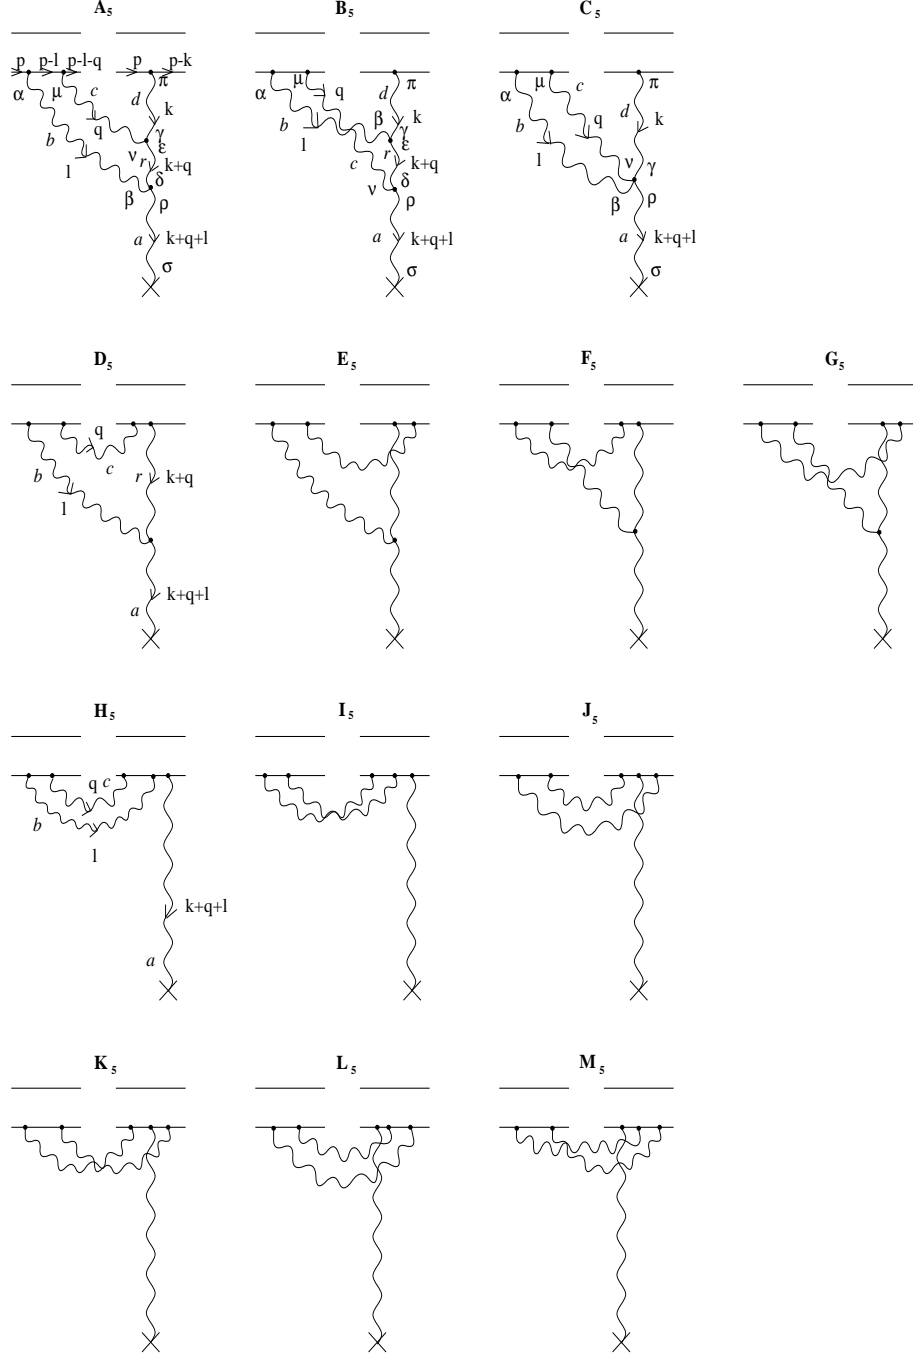 A5 B5 C5
p p-l p-l-q p p-k μ
α μ c π α q π α μ c π
d d d
b k b β k b q k
q γ l γ
ν ε r ε l ν γ
l r k+q c k+q
δ δ
β ρ ν ρ β ρ
a k+q+l a k+q+l a k+q+l
σ σ σ
D5 E5 F5 G5
q
b c r k+q
l
k+q+l
a
H5 I5 J5
q c
b
l
k+q+l
a
K5 L5 M5